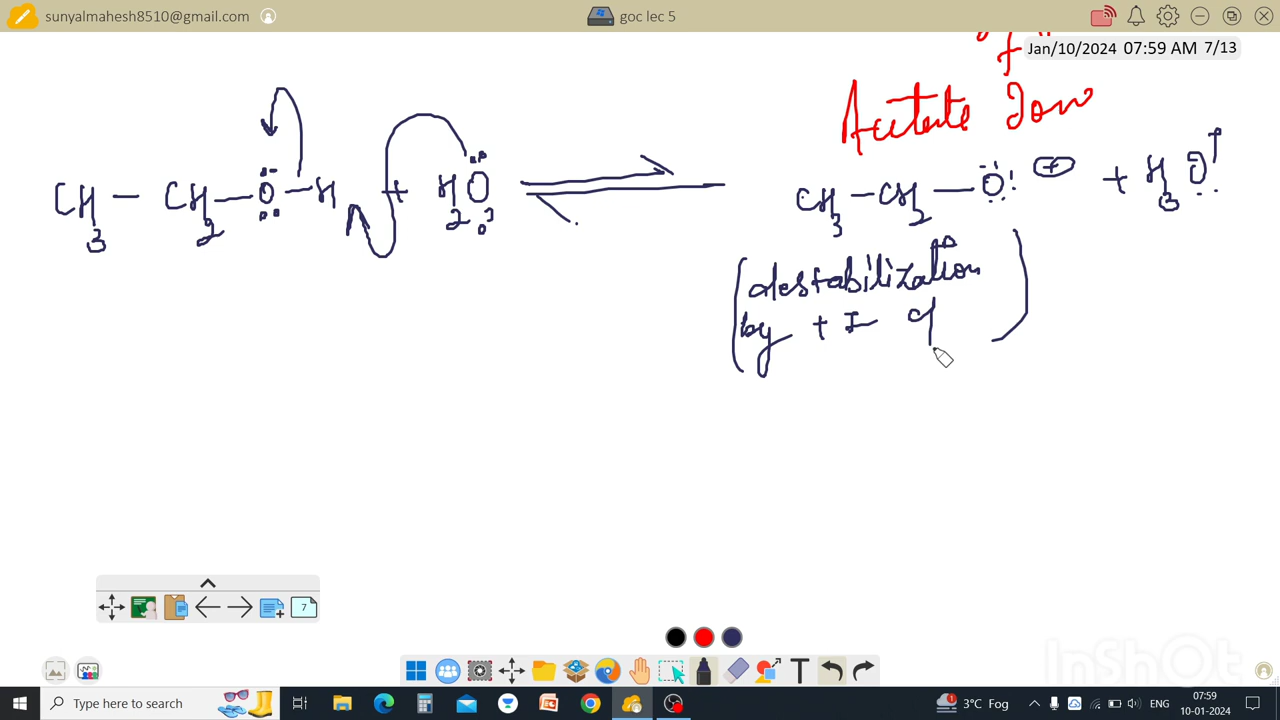 sunyalmahesh8510@gmail.com
goc lec 5
Jan/10/2024 07:59 AM 7/13
Acetate Ion
CH3 - CH2 - O - H + H2O ⇌ CH3 - CH2 - O ⊕ + H3O
(destabilization
by + I of )
7
T
Type here to search
3°C Fog
ENG
07:59
10-01-2024
InShOt